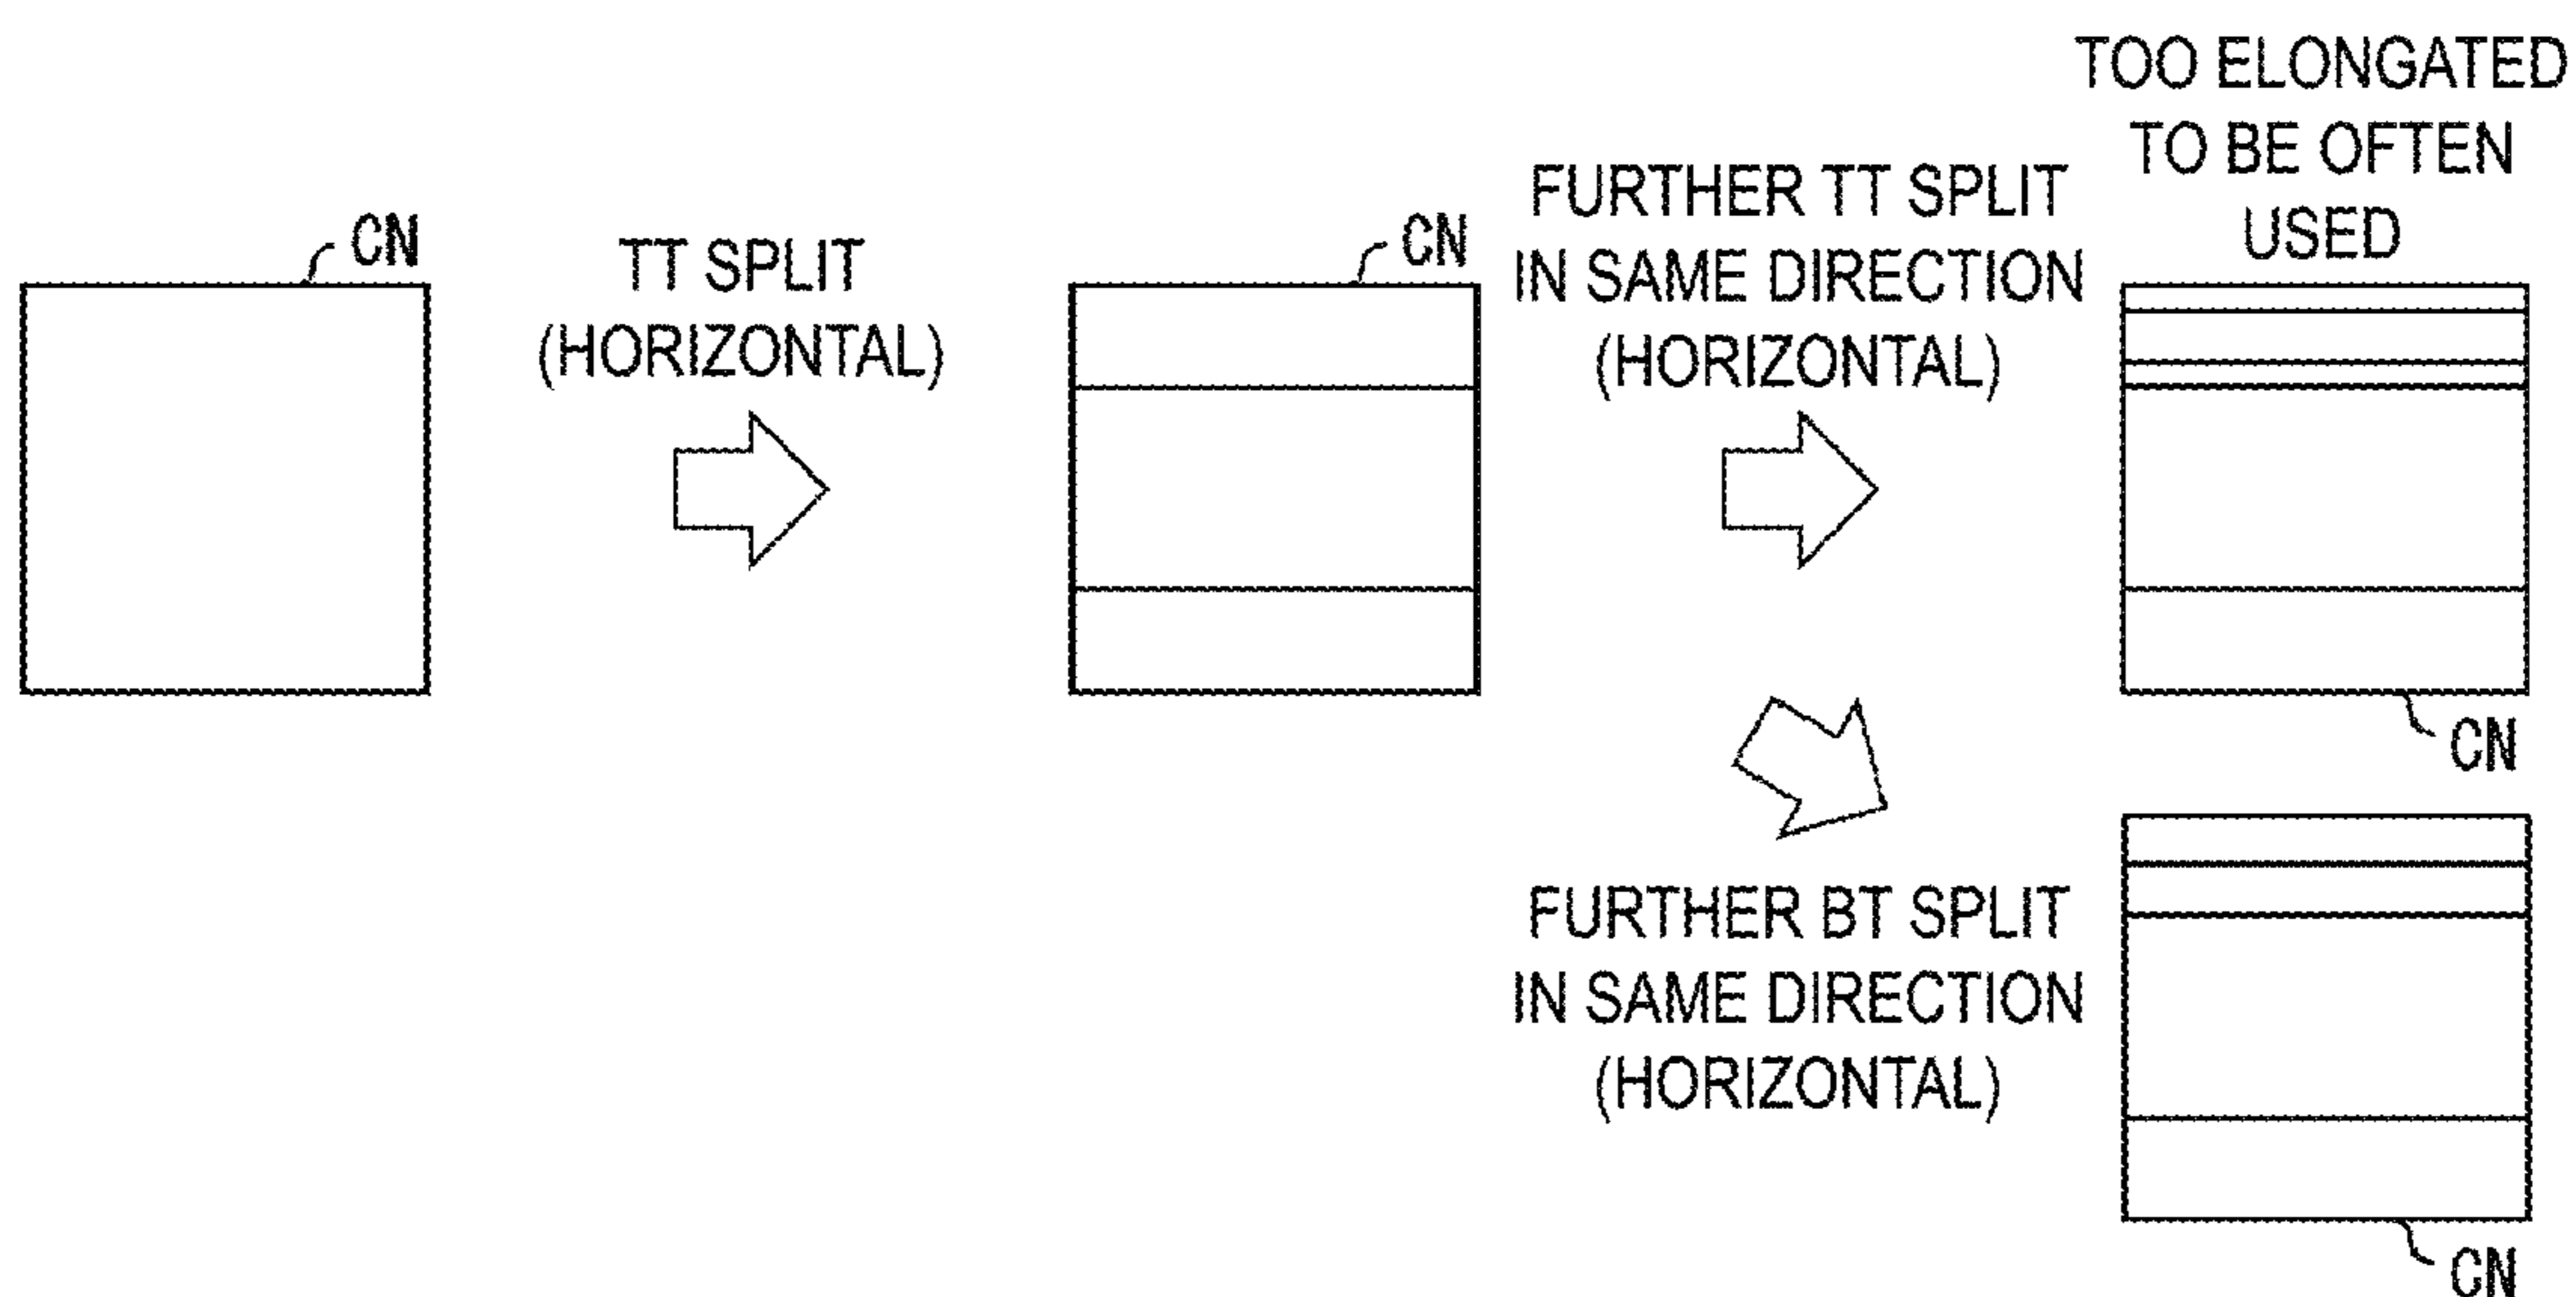 CN
TT SPLIT
(HORIZONTAL)
CN
FURTHER TT SPLIT
IN SAME DIRECTION
(HORIZONTAL)
TOO ELONGATED
TO BE OFTEN
USED
CN
FURTHER BT SPLIT
IN SAME DIRECTION
(HORIZONTAL)
CN